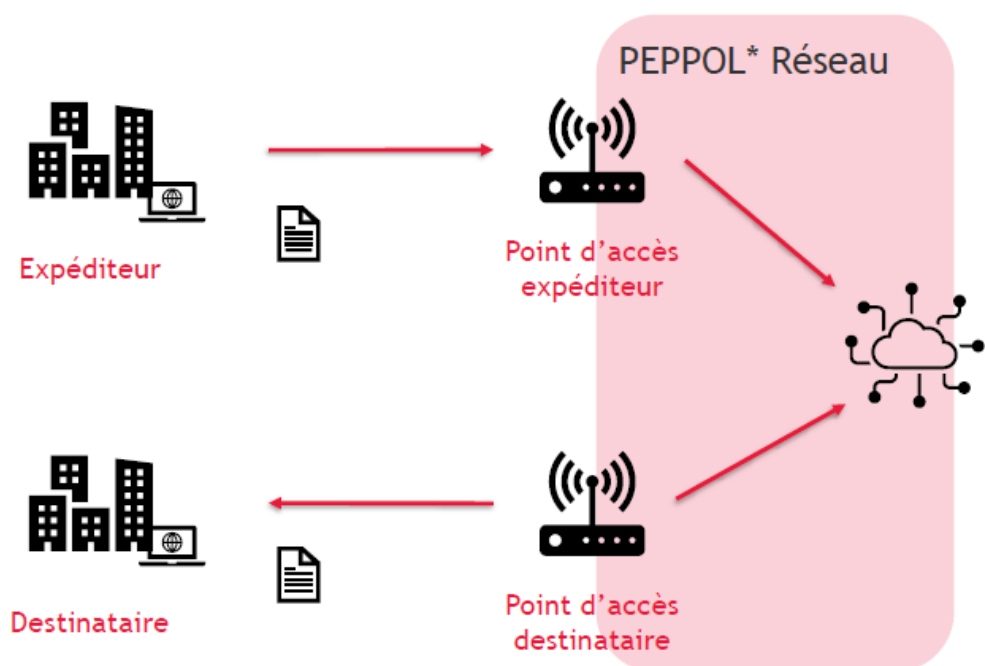 PEPPOL* Réseau
Expéditeur
Point d'accès
expéditeur
Destinataire
Point d'accès
destinataire